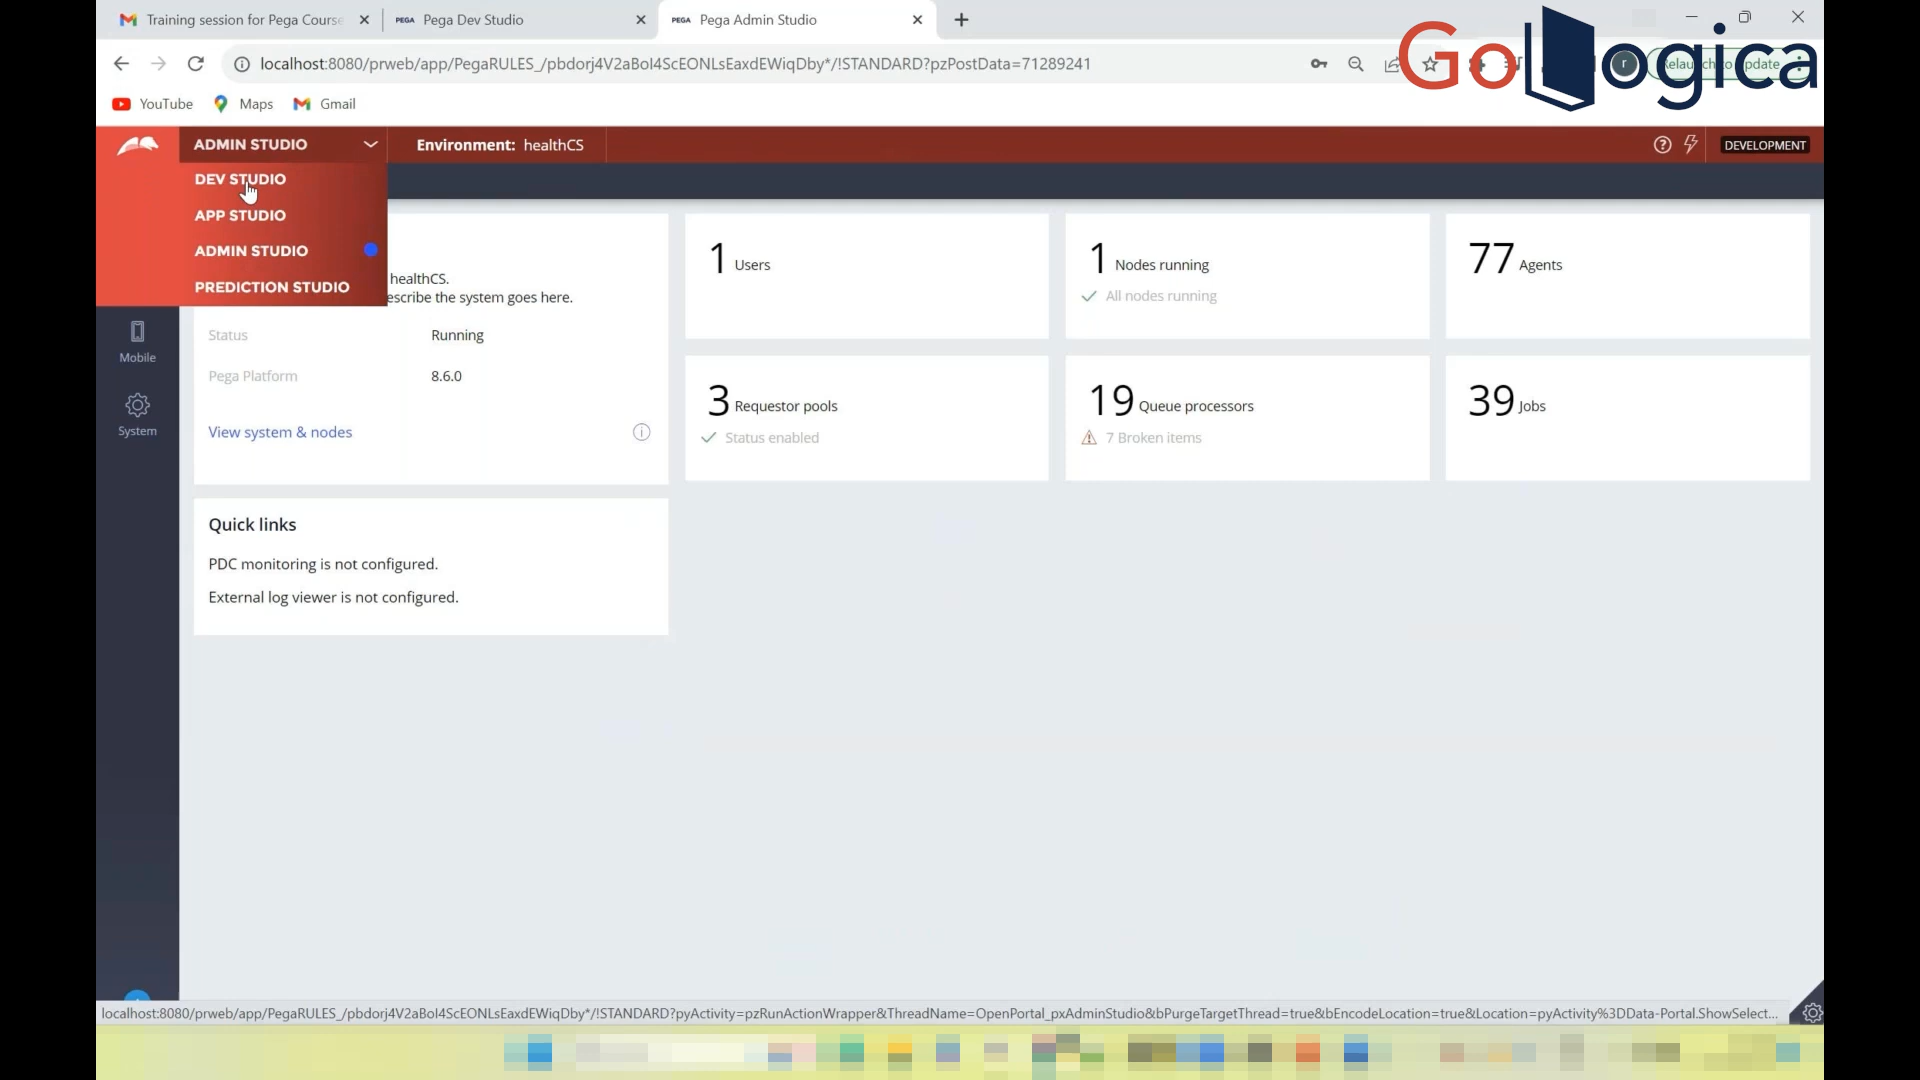 Training session for Pega Course
PEGA Pega Dev Studio
PEGA Pega Admin Studio
GoLogica
localhost:8080/prweb/app/PegaRULES_/pbdorj4V2aBoI4ScEONLsEaxdEWiqDby*/!STANDARD?pzPostData=71289241
r
YouTube
Maps
Gmail
ADMIN STUDIO
Environment: healthCS
DEVELOPMENT
DEV STUDIO
APP STUDIO
ADMIN STUDIO
PREDICTION STUDIO
healthCS.
escribe the system goes here.
Status Running
Pega Platform 8.6.0
View system & nodes
1 Users
1 Nodes running
All nodes running
77 Agents
3 Requestor pools
Status enabled
19 Queue processors
7 Broken items
39 Jobs
Mobile
System
Quick links
PDC monitoring is not configured.
External log viewer is not configured.
localhost:8080/prweb/app/PegaRULES_/pbdorj4V2aBoI4ScEONLsEaxdEWiqDby*/!STANDARD?pyActivity=pzRunActionWrapper&ThreadName=OpenPortal_pxAdminStudio&bPurgeTargetThread=true&bEncodeLocation=true&Location=pyActivity%3DData-Portal.ShowSelect...